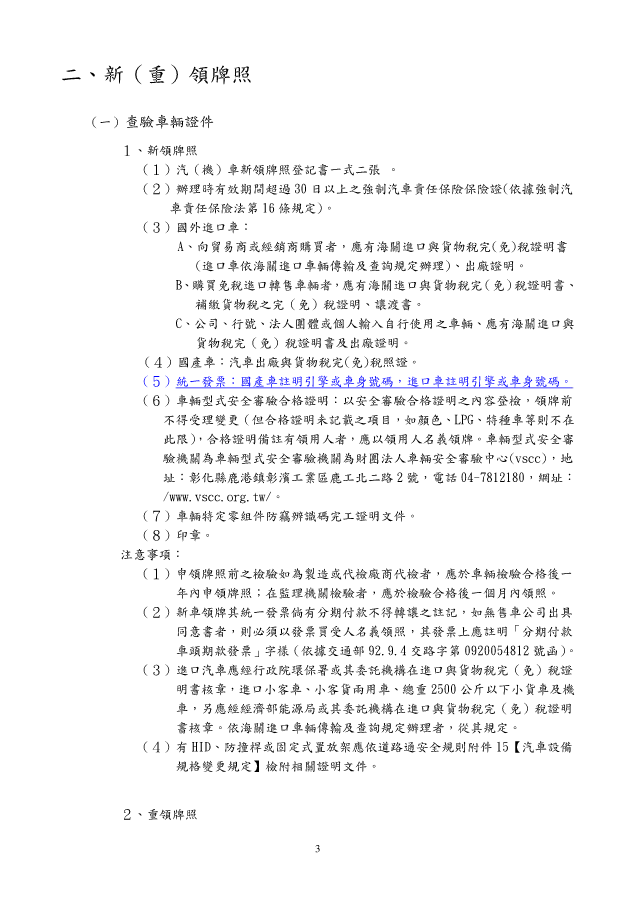 二、新（重）領牌照
（一）查驗車輛證件
１、新領牌照
（１）汽（機）車新領牌照登記書一式二張 。
（２）辦理時有效期間超過 30 日以上之強制汽車責任保險保險證(依據強制汽
車責任保險法第 16 條規定)。
（３）國外進口車：
A、向貿易商或經銷商購買者，應有海關進口與貨物稅完(免)稅證明書
(進口車依海關進口車輛傳輸及查詢規定辦理)、出廠證明。
B、購買免稅進口轉售車輛者，應有海關進口與貨物稅完（免）稅證明書、
補繳貨物稅之完（免）稅證明、讓渡書。
C、公司、行號、法人團體或個人輸入自行使用之車輛、應有海關進口與
貨物稅完（免）稅證明書及出廠證明。
（４）國產車：汽車出廠與貨物稅完(免)稅照證。
（５）統一發票：國產車註明引擎或車身號碼，進口車註明引擎或車身號碼。
（６）車輛型式安全審驗合格證明：以安全審驗合格證明之內容登檢，領牌前
不得受理變更（但合格證明未記載之項目，如顏色、LPG、特種車等則不在
此限)，合格證明備註有領用人者，應以領用人名義領牌。車輛型式安全審
驗機關為車輛型式安全審驗機關為財團法人車輛安全審驗中心(vscc)，地
址：彰化縣鹿港鎮彰濱工業區鹿工北二路 2 號，電話 04-7812180，網址：
/www.vscc.org.tw/。
（７）車輛特定零組件防竊辨識碼完工證明文件。
（８）印章。
注意事項：
（１）申領牌照前之檢驗如為製造或代檢廠商代檢者，應於車輛檢驗合格後一
年內申領牌照；在監理機關檢驗者，應於檢驗合格後一個月內領照。
（２）新車領牌其統一發票倘有分期付款不得轉讓之註記，如無售車公司出具
同意書者，則必須以發票買受人名義領照，其發票上應註明「分期付款
車頭期款發票」字樣（依據交通部 92.9.4 交路字第 0920054812 號函)。
（３）進口汽車應經行政院環保署或其委託機構在進口與貨物稅完（免）稅證
明書核章，進口小客車、小客貨兩用車、總重 2500 公斤以下小貨車及機
車，另應經經濟部能源局或其委託機構在進口與貨物稅完（免）稅證明
書核章。依海關進口車輛傳輸及查詢規定辦理者，從其規定。
（４）有 HID、防撞桿或固定式置放架應依道路通安全規則附件 15【汽車設備
規格變更規定】檢附相關證明文件。
２、重領牌照
3